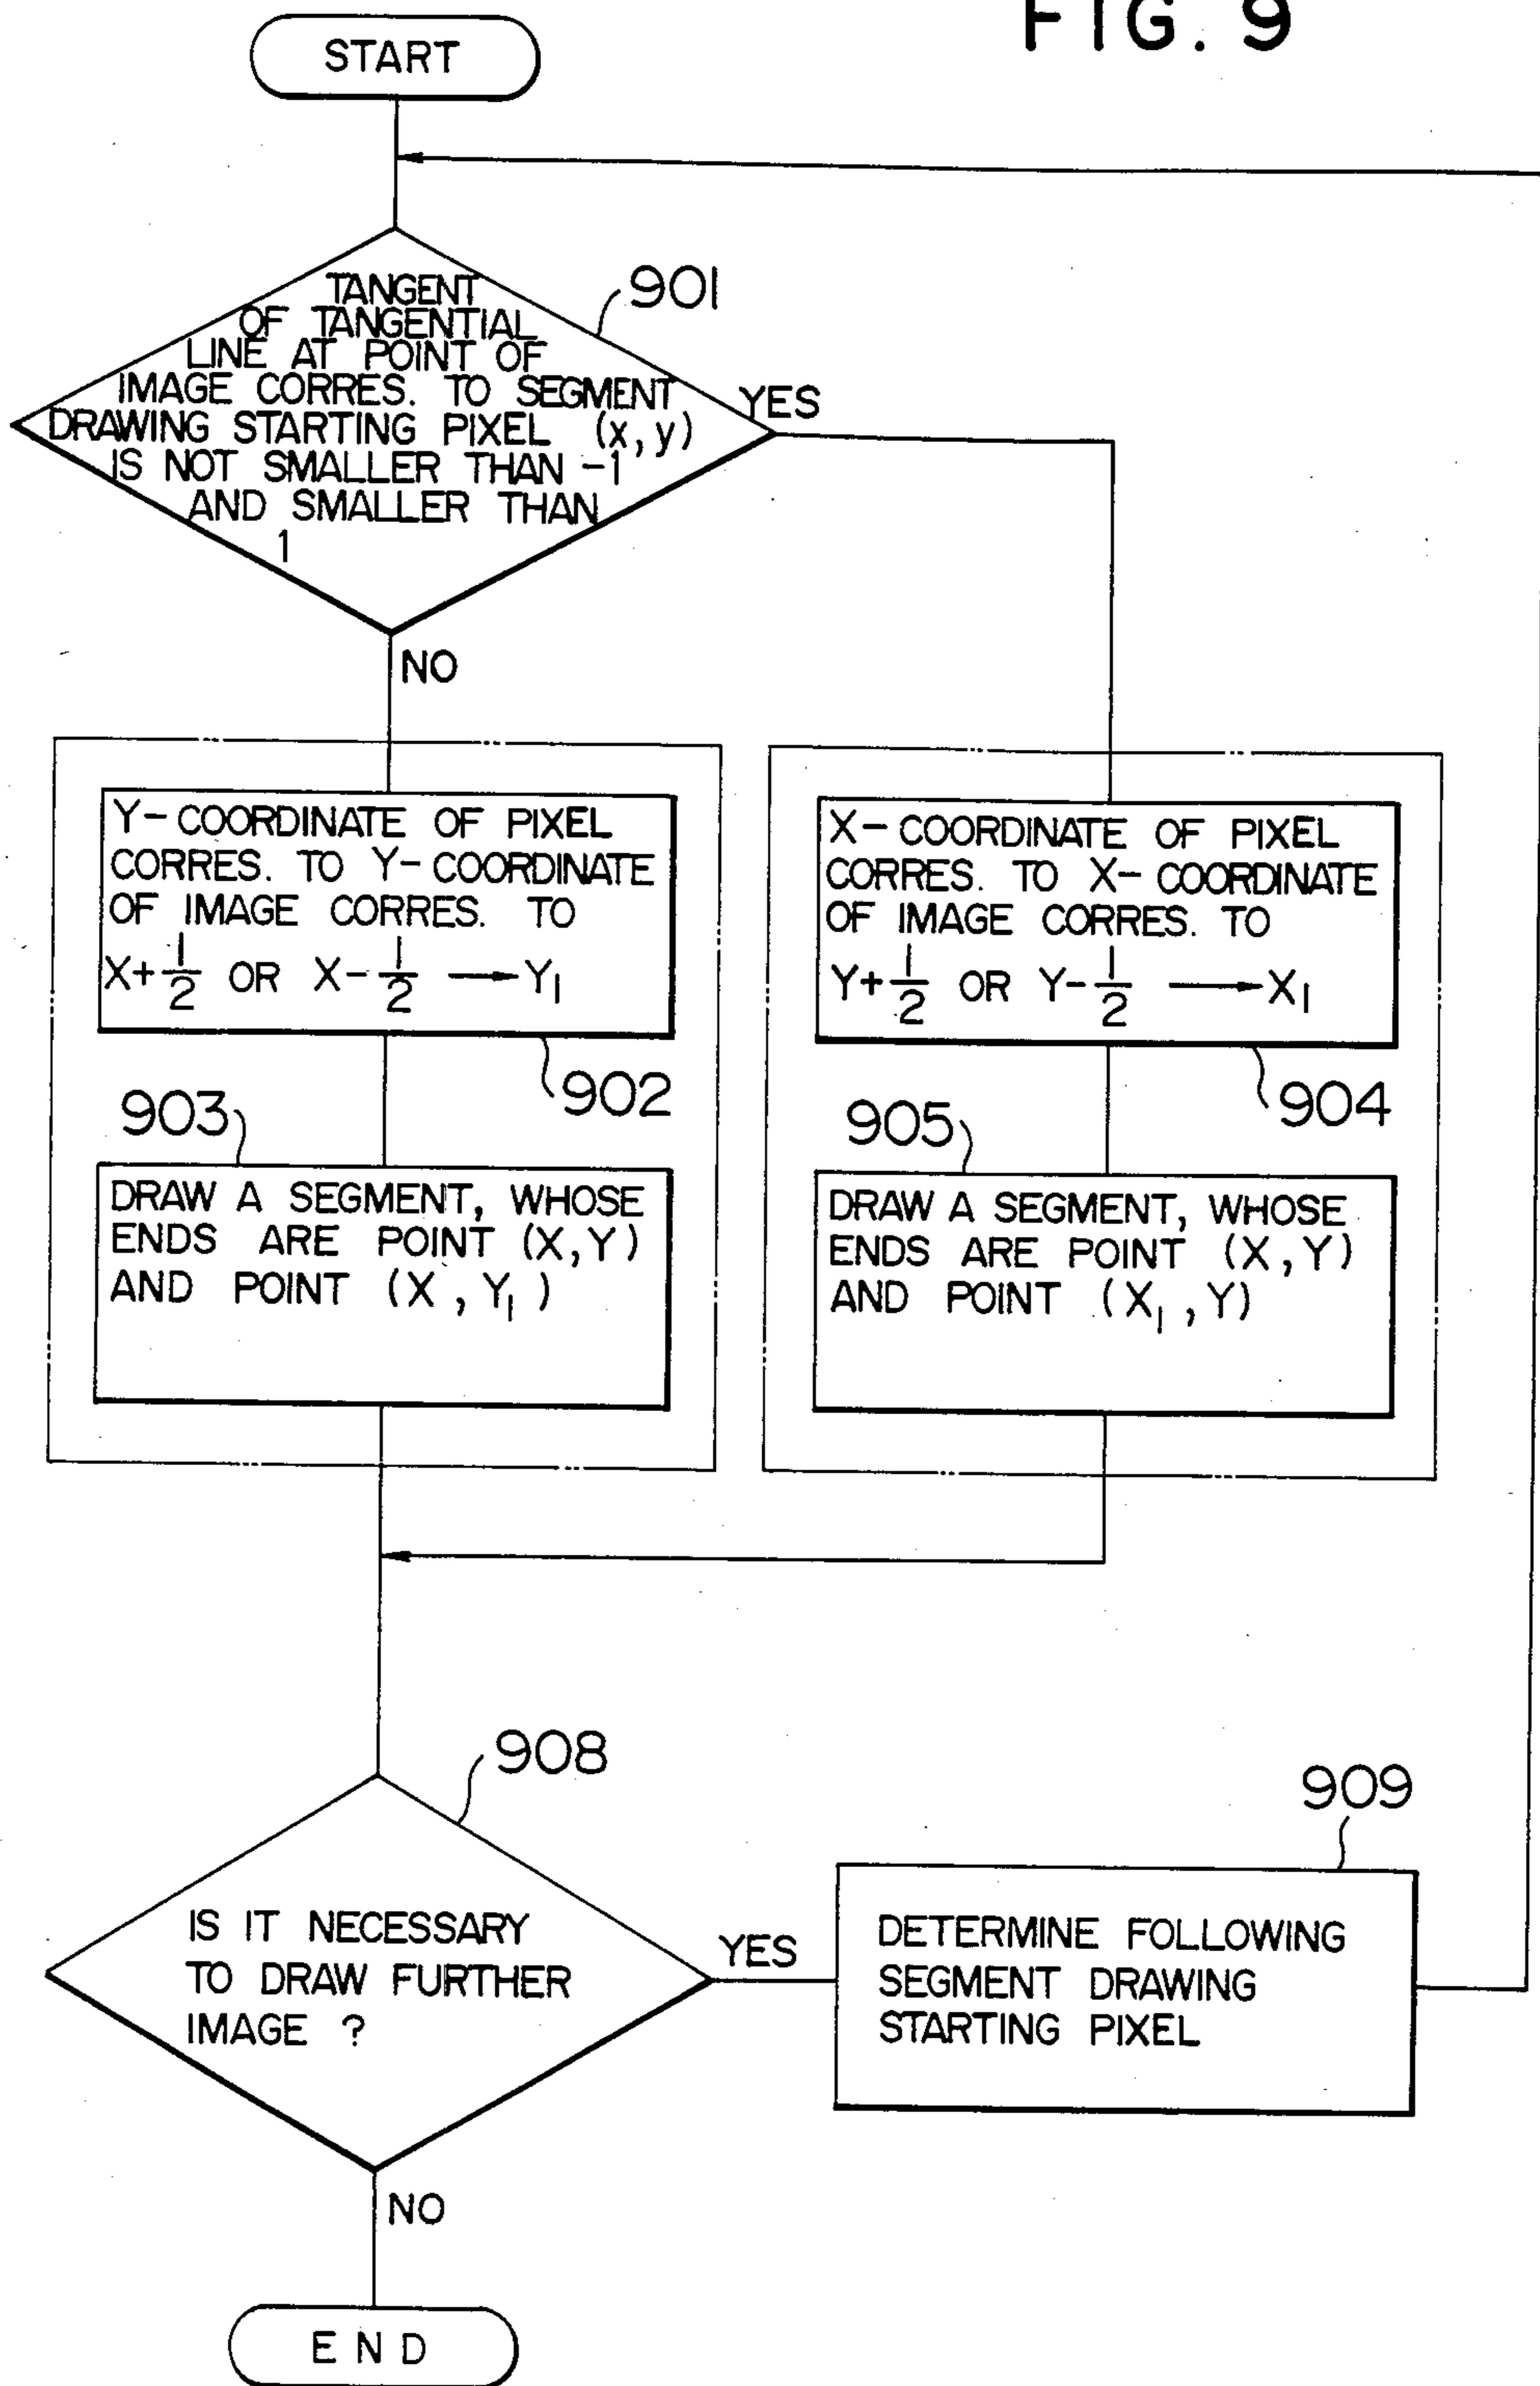 FIG. 9
START
901
TANGENT
OF TANGENTIAL
LINE AT POINT OF
IMAGE CORRES. TO SEGMENT
DRAWING STARTING PIXEL (x, y)
IS NOT SMALLER THAN -1
AND SMALLER THAN
1
YES
NO
Y-COORDINATE OF PIXEL
CORRES. TO Y-COORDINATE
OF IMAGE CORRES. TO
X+1/2 OR X-1/2 → Y1
902
903
DRAW A SEGMENT, WHOSE
ENDS ARE POINT (X,Y)
AND POINT (X, Y1)
X-COORDINATE OF PIXEL
CORRES. TO X-COORDINATE
OF IMAGE CORRES. TO
Y+1/2 OR Y-1/2 → X1
904
905
DRAW A SEGMENT, WHOSE
ENDS ARE POINT (X,Y)
AND POINT (X1, Y)
908
IS IT NECESSARY
TO DRAW FURTHER
IMAGE ?
YES
909
DETERMINE FOLLOWING
SEGMENT DRAWING
STARTING PIXEL
NO
END